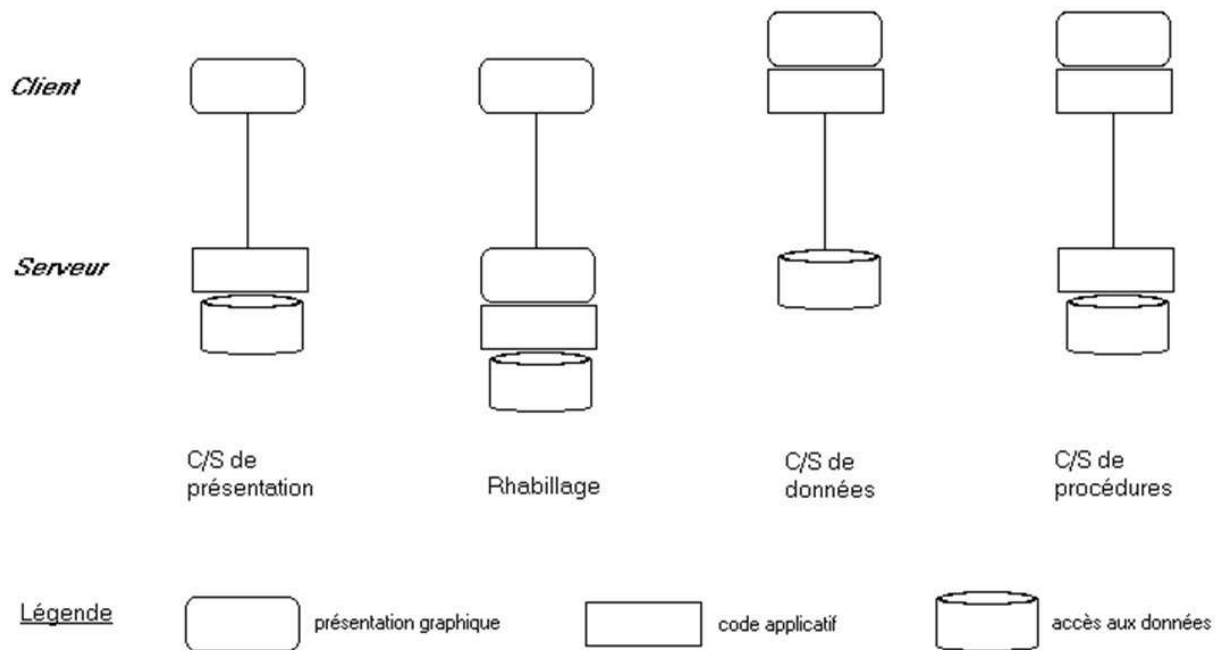 Client
Serveur
C/S de
présentation
Rhabillage
C/S de
données
C/S de
procédures
Légende
présentation graphique
code applicatif
accès aux données